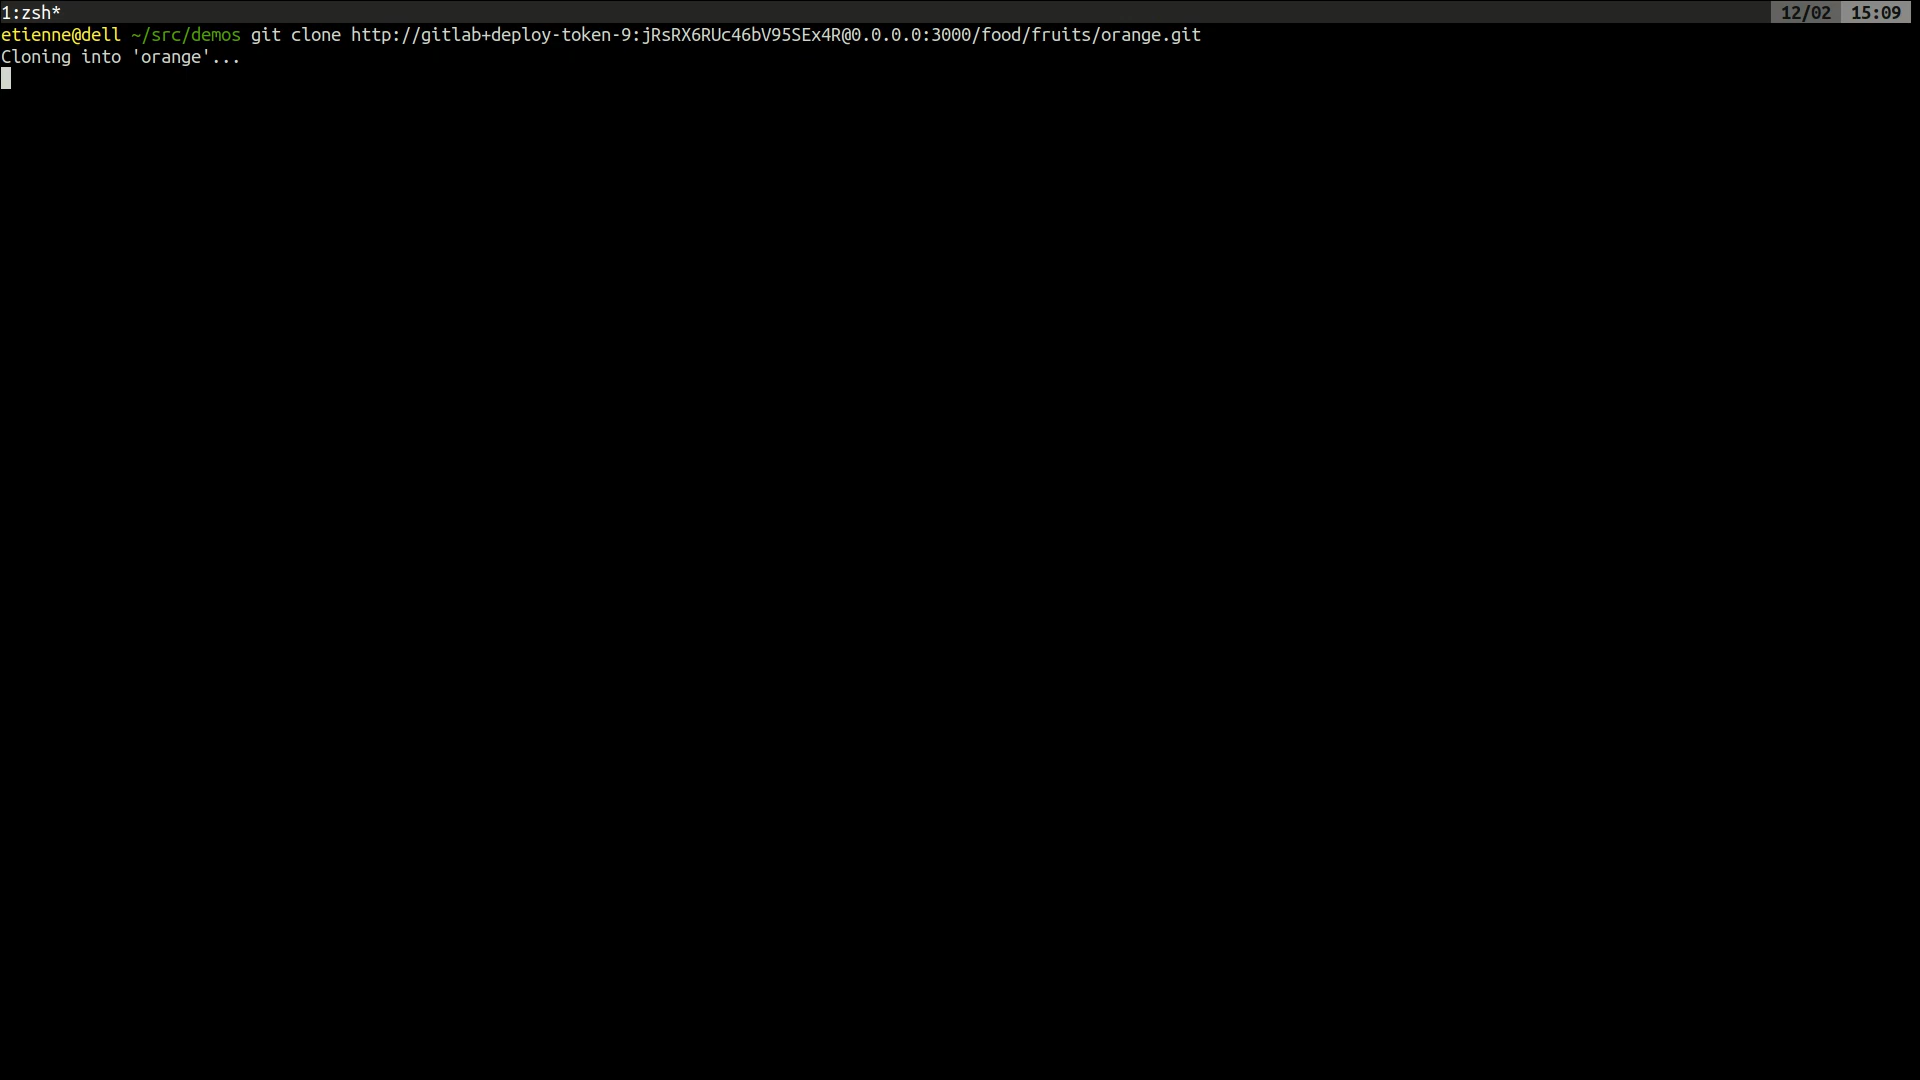 1:zsh* 12/02 15:09
etienne@dell ~/src/demos git clone http://gitlab+deploy-token-9:jRsRX6RUc46bV95SEx4R@0.0.0.0:3000/food/fruits/orange.git
Cloning into 'orange'...